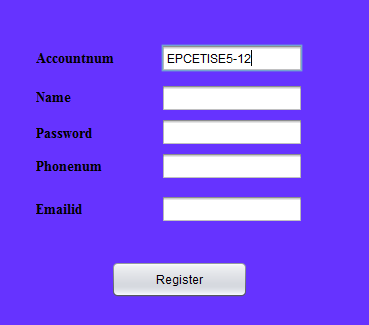 Accountnum EPCETISE5-12
Name
Password
Phonenum
Emailid
Register